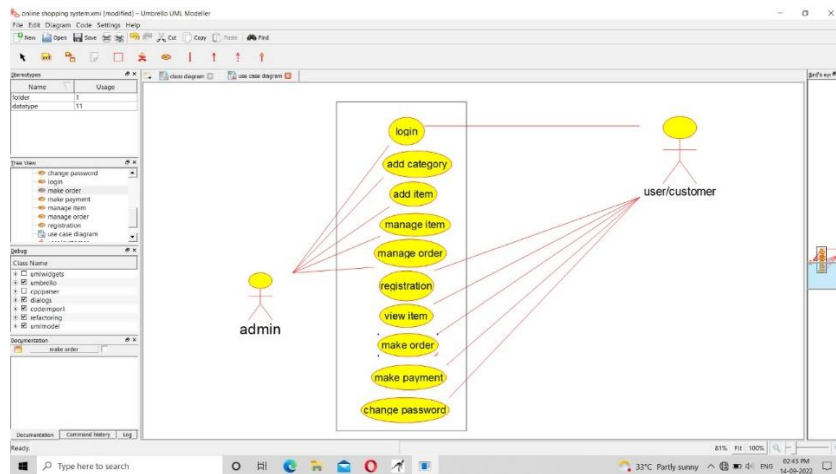 online shopping system.xmi [modified] – Umbrello UML Modeller
File Edit Diagram Code Settings Help
New Open Save Cut Copy Paste Find
Stereotypes
Name Usage
folder 1
datatype 11
class diagram use case diagram
Bird's eye
Tree View
change password
login
make order
make payment
manage item
manage order
registration
use case diagram
Debug
Class Name
umlwidgets
umbrello
cppparser
dialogs
codeimport
refactoring
umlmodel
Documentation
make order
Documentation Command history Log
login
add category
add item
manage item
manage order
registration
view item
make order
make payment
change password
admin
user/customer
Ready.
81% Fit 100%
Type here to search
33°C Partly sunny ENG
02:43 PM
14-09-2022